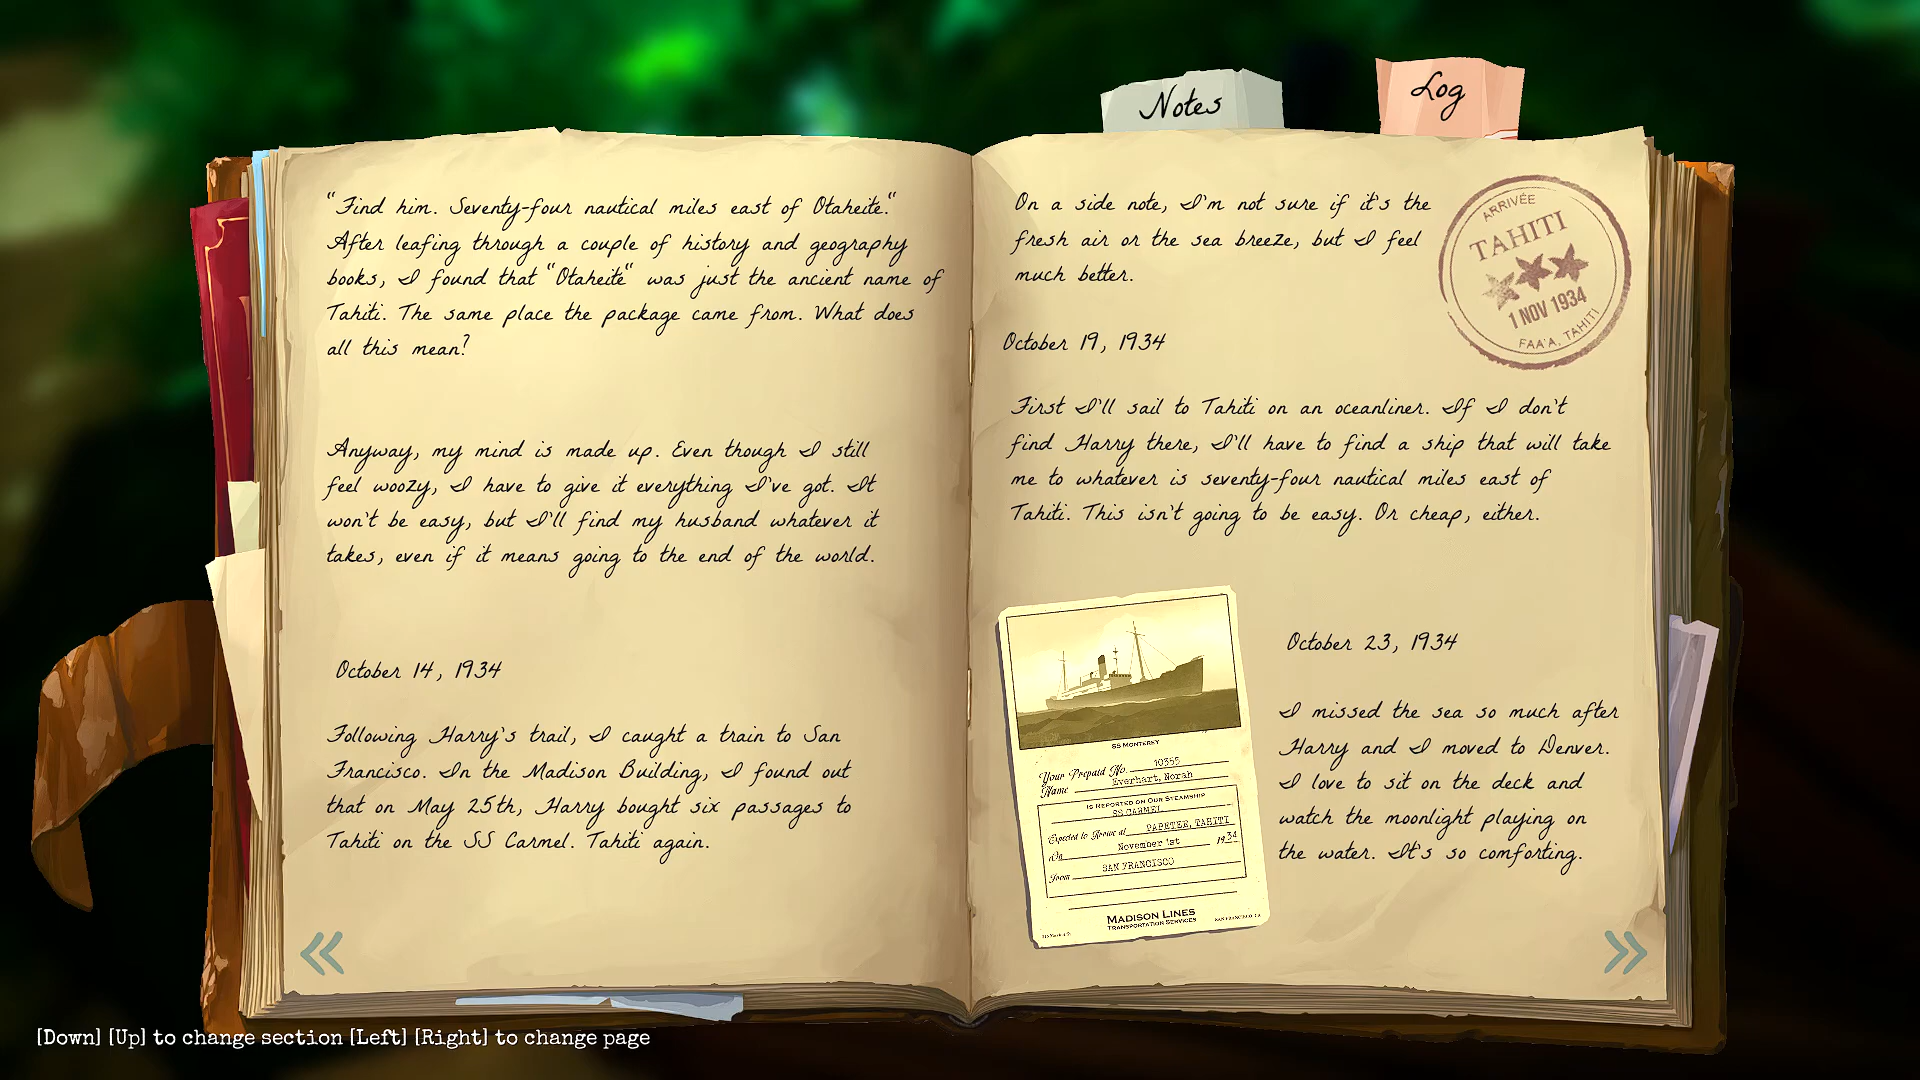 Notes
Log
"Find him. Seventy-four nautical miles east of Otaheite."
After leafing through a couple of history and geography
books, I found that "Otaheite" was just the ancient name of
Tahiti. The same place the package came from. What does
all this mean?
Anyway, my mind is made up. Even though I still
feel woozy, I have to give it everything I've got. It
won't be easy, but I'll find my husband whatever it
takes, even if it means going to the end of the world.
October 14, 1934
Following Harry's trail, I caught a train to San
Francisco. In the Madison Building, I found out
that on May 25th, Harry bought six passages to
Tahiti on the SS Carmel. Tahiti again.
On a side note, I'm not sure if it's the
fresh air or the sea breeze, but I feel
much better.
ARRIVÉE
TAHITI
1 NOV 1934
FAA'A, TAHITI
October 19, 1934
First I'll sail to Tahiti on an oceanliner. If I don't
find Harry there, I'll have to find a ship that will take
me to whatever is seventy-four nautical miles east of
Tahiti. This isn't going to be easy. Or cheap, either.
SS MONTEREY
Your Prepaid No. 10355
Name Everhart, Norah
IS REPORTED ON OUR STEAMSHIP
SS CARMEL
Expected to Arrive at PAPETEE, TAHITI
On November 1st 1934
From SAN FRANCISCO
MADISON LINES
TRANSPORTATION SERVICES
SAN FRANCISCO, CA
October 23, 1934
I missed the sea so much after
Harry and I moved to Denver.
I love to sit on the deck and
watch the moonlight playing on
the water. It's so comforting.
[Down] [Up] to change section [Left] [Right] to change page